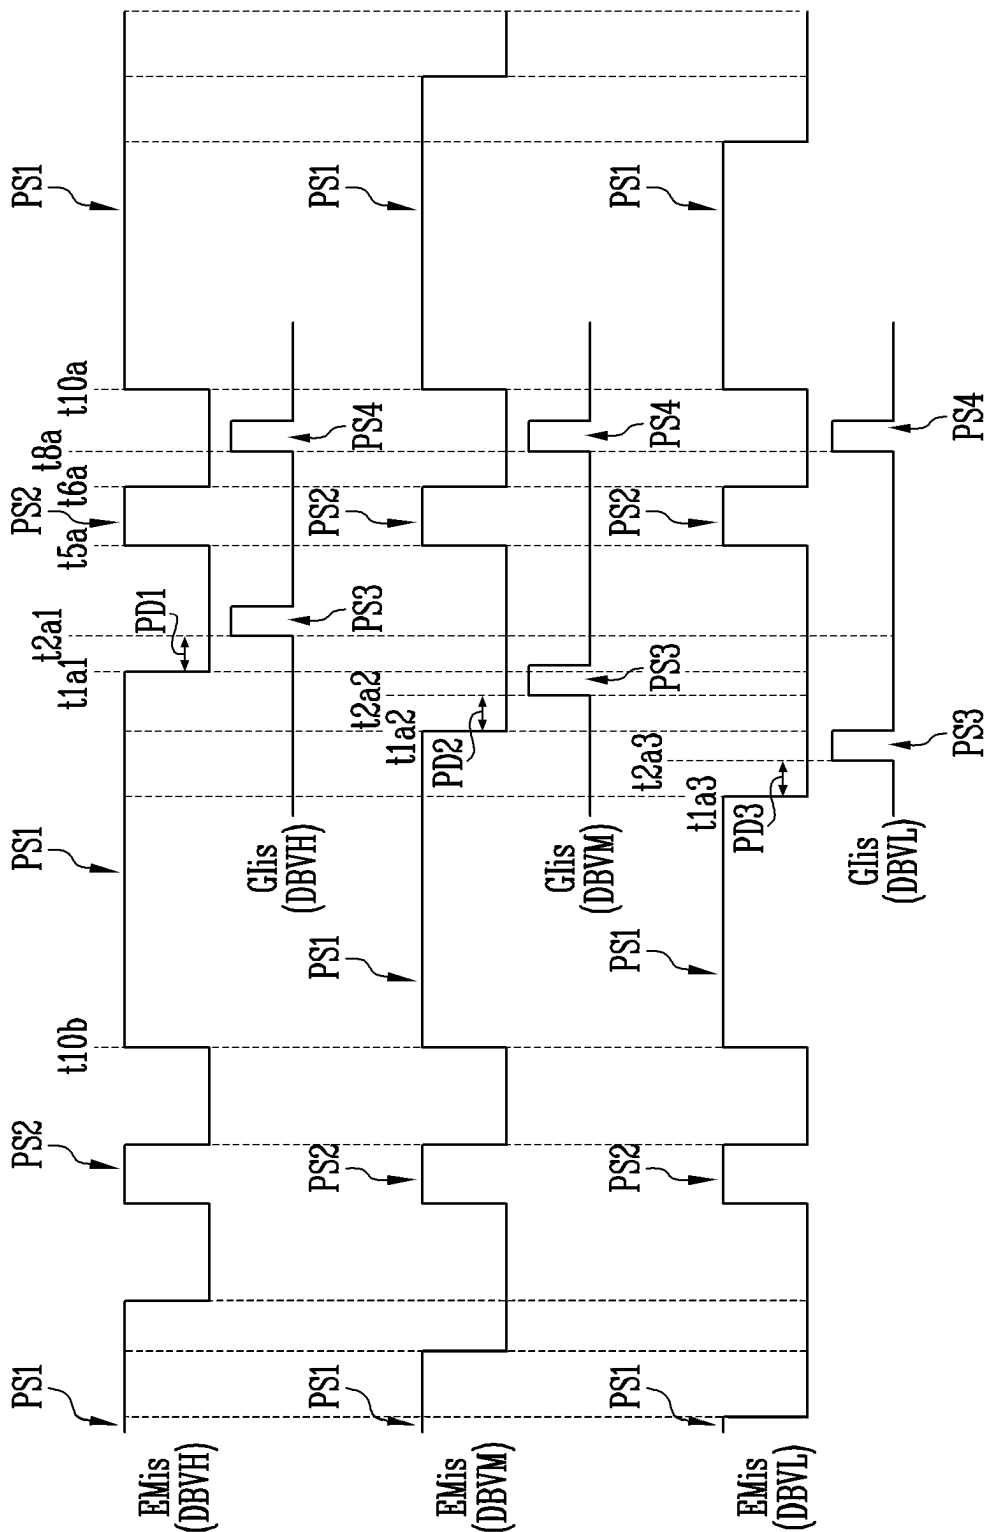 PS1 PS2 PS1 PS2 PS1
t10b t1a1 t2a1 t5a t6a t8a t10a
PD1
EMis
(DBVH)
GIis
(DBVH)
PS3 PS4
PS1 PS2 PS1 PS2 PS1
t1a2 t2a2
PD2
EMis
(DBVM)
GIis
(DBVM)
PS3 PS4
PS1 PS2 PS1 PS2 PS1
t1a3 t2a3
PD3
EMis
(DBVL)
GIis
(DBVL)
PS3 PS4